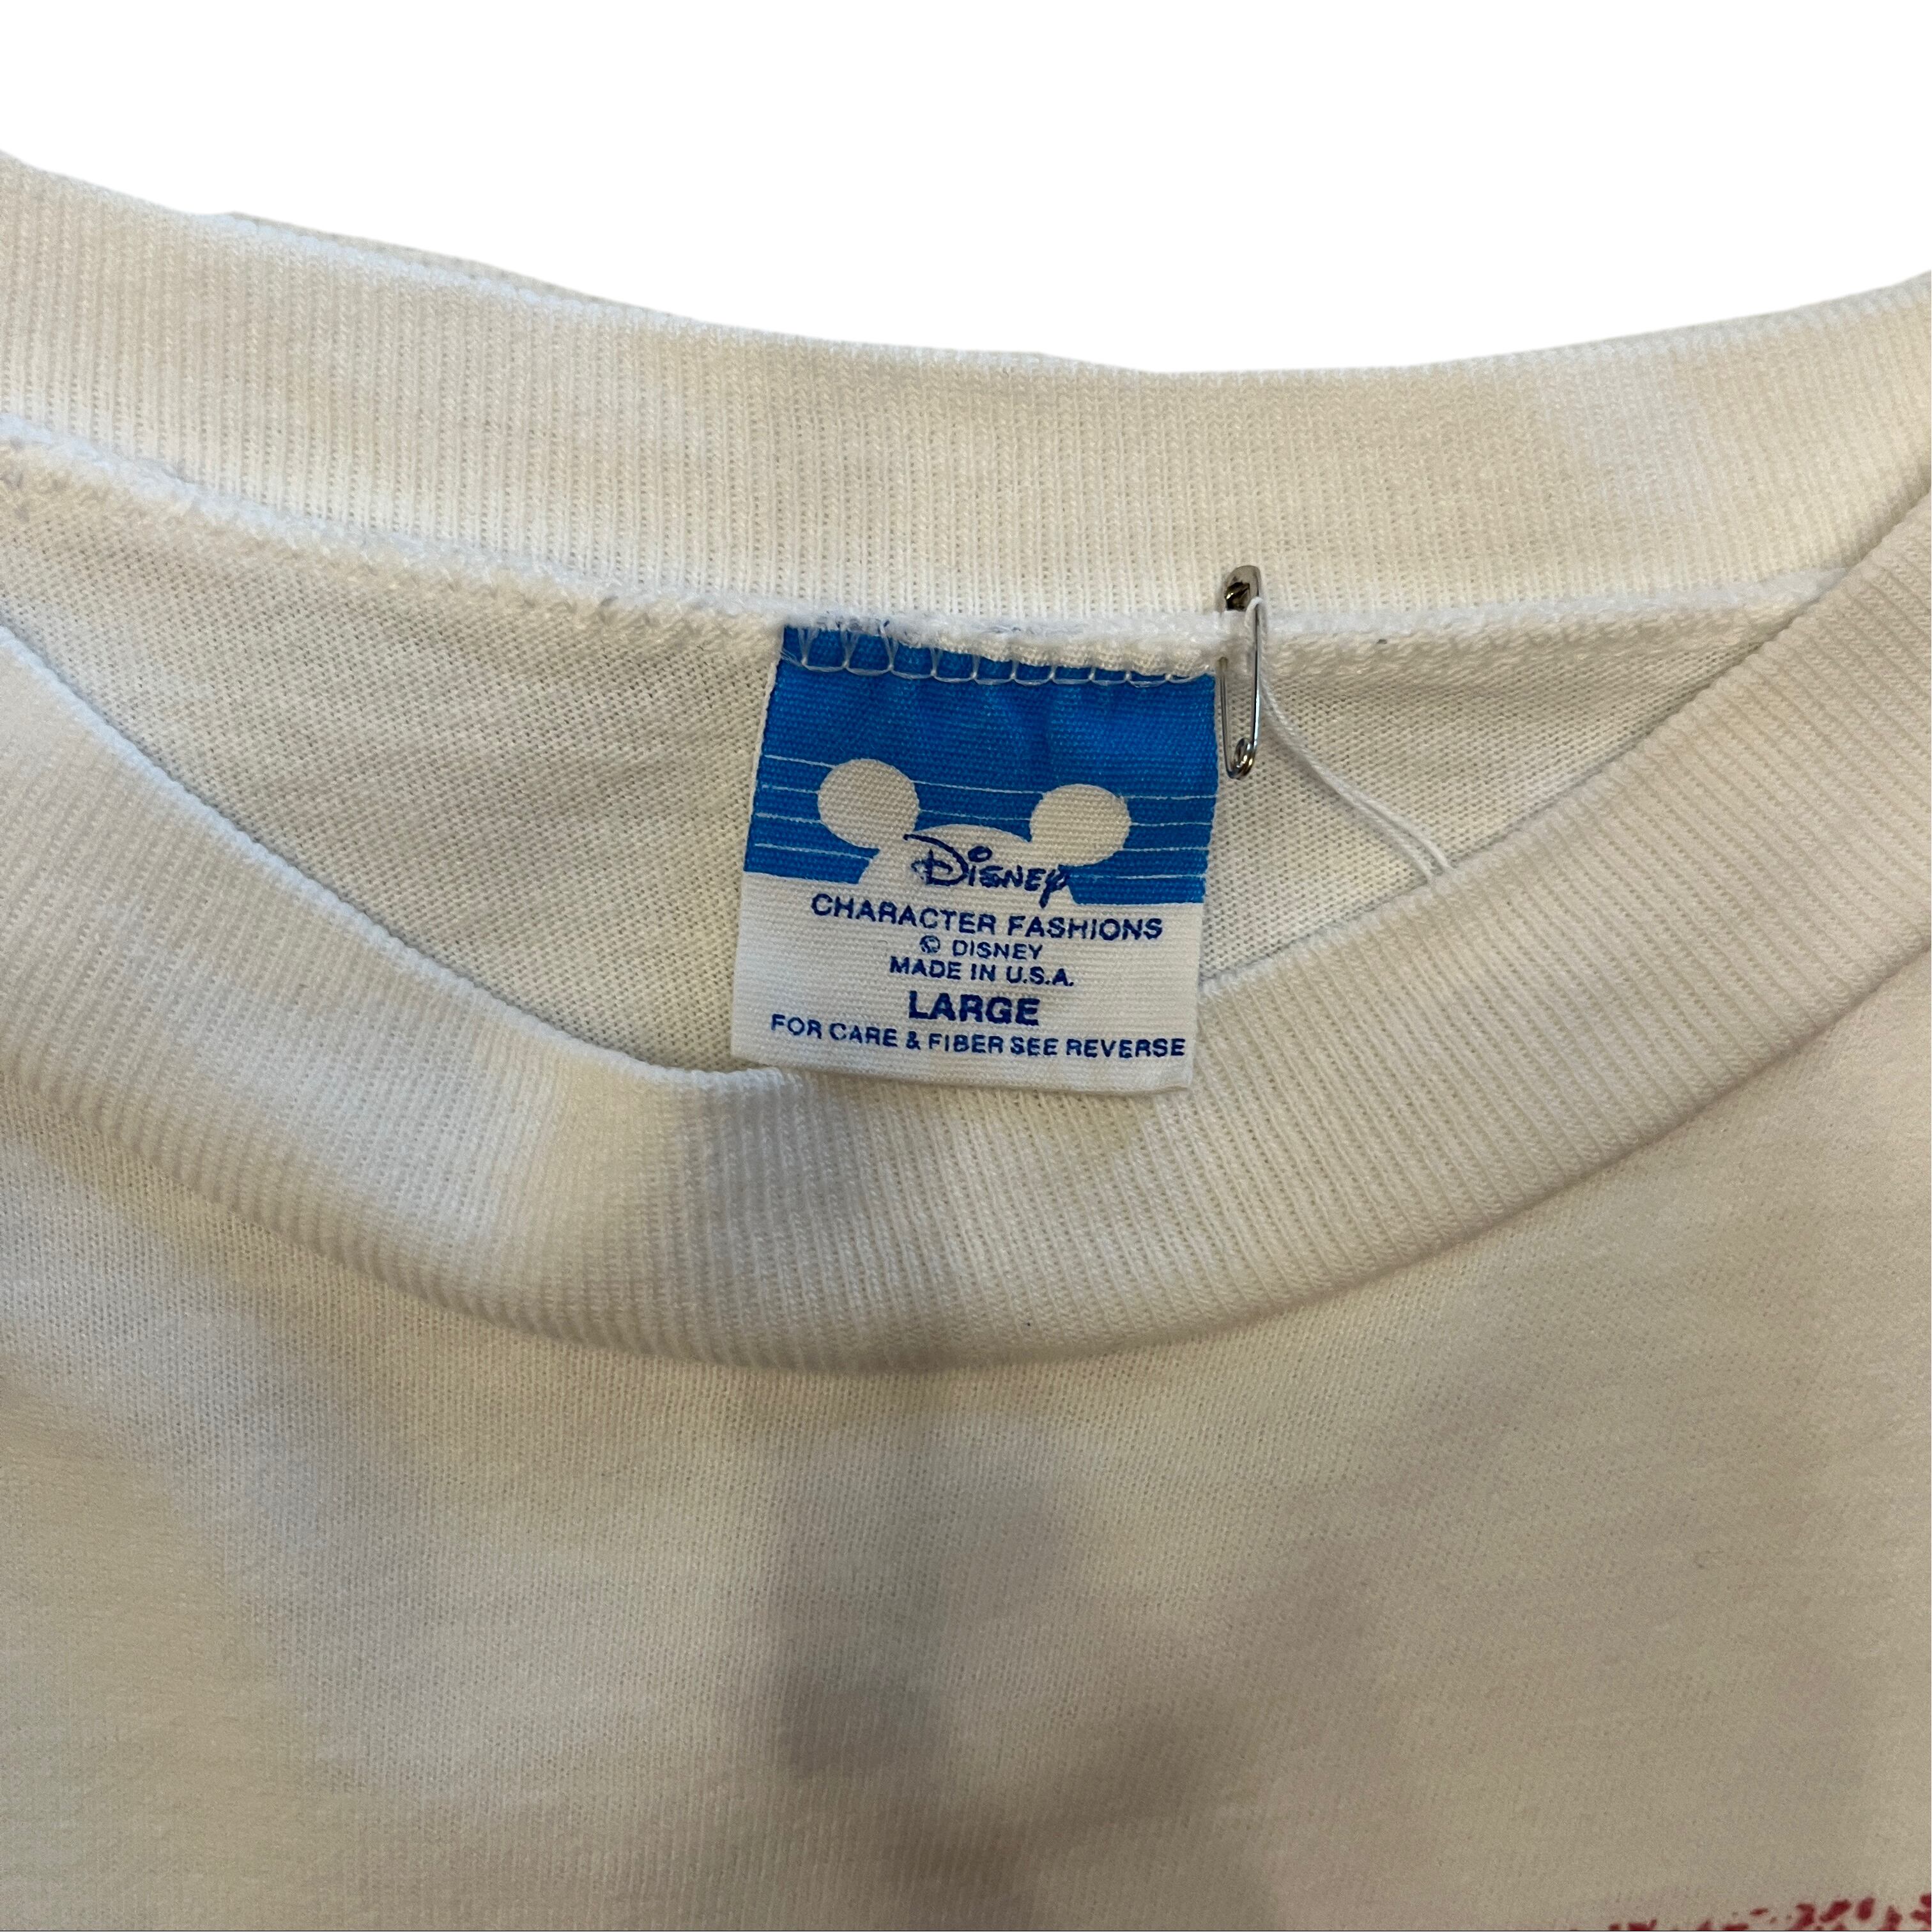 Disney
CHARACTER FASHIONS
© DISNEY
MADE IN U.S.A.
LARGE
FOR CARE & FIBER SEE REVERSE